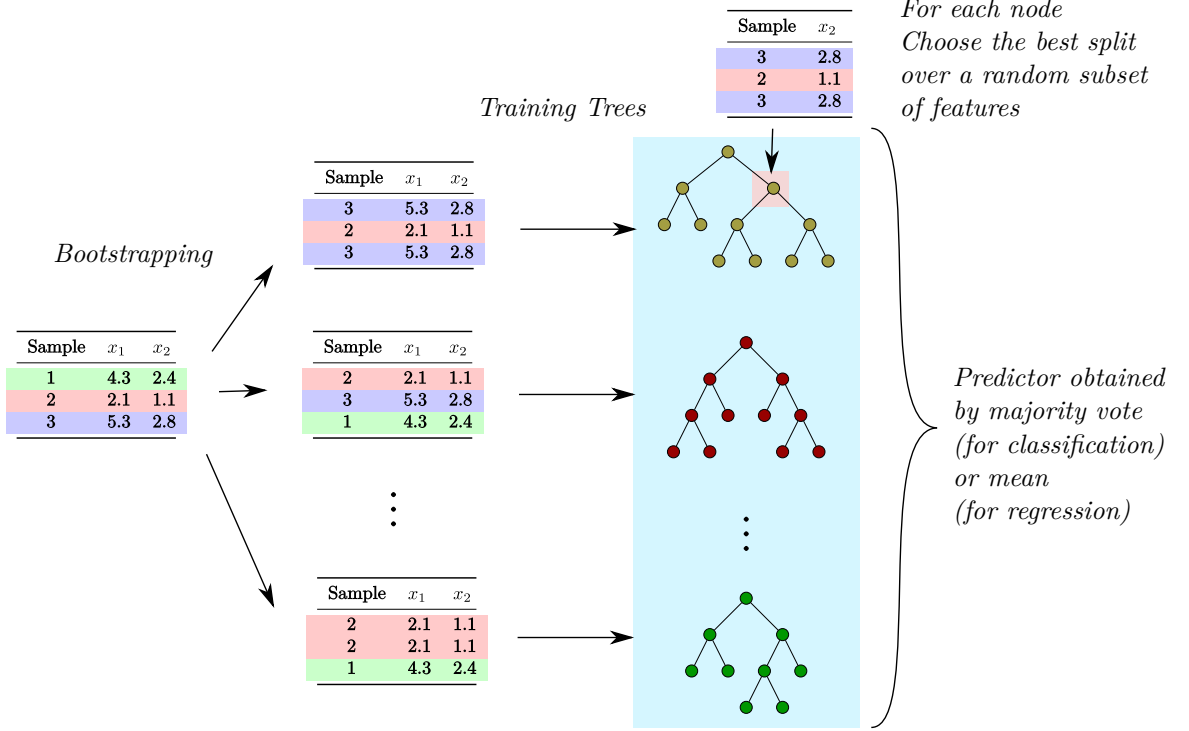 For each node
Choose the best split
over a random subset
of features
Sample x₂
3 2.8
2 1.1
3 2.8
Training Trees
Sample x₁ x₂
3 5.3 2.8
2 2.1 1.1
3 5.3 2.8
Bootstrapping
Sample x₁ x₂
1 4.3 2.4
2 2.1 1.1
3 5.3 2.8
Sample x₁ x₂
2 2.1 1.1
3 5.3 2.8
1 4.3 2.4
Sample x₁ x₂
2 2.1 1.1
2 2.1 1.1
1 4.3 2.4
Predictor obtained
by majority vote
(for classification)
or mean
(for regression)